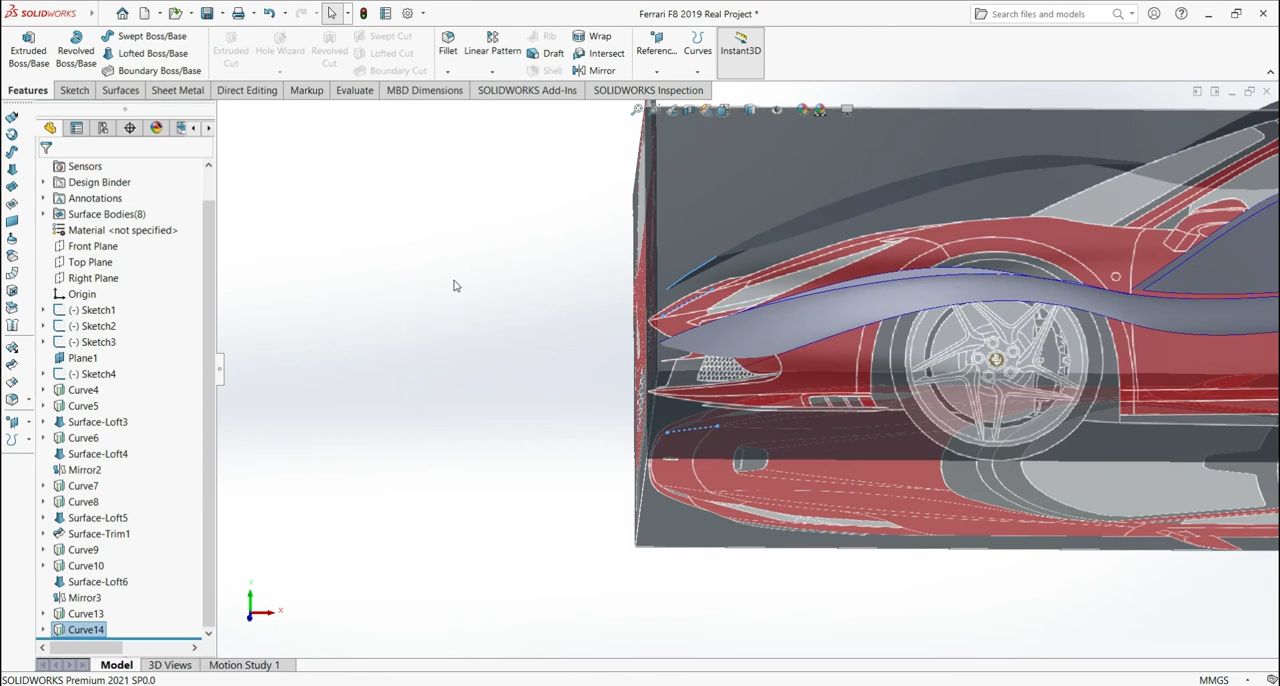 SOLIDWORKS
Ferrari F8 2019 Real Project *
Search files and models
Extruded Boss/Base
Revolved Boss/Base
Swept Boss/Base
Lofted Boss/Base
Boundary Boss/Base
Extruded Cut
Hole Wizard
Revolved Cut
Swept Cut
Lofted Cut
Boundary Cut
Fillet
Linear Pattern
Rib
Draft
Shell
Wrap
Intersect
Mirror
Referenc...
Curves
Instant3D
Features
Sketch
Surfaces
Sheet Metal
Direct Editing
Markup
Evaluate
MBD Dimensions
SOLIDWORKS Add-Ins
SOLIDWORKS Inspection
Sensors
Design Binder
Annotations
Surface Bodies(8)
Material <not specified>
Front Plane
Top Plane
Right Plane
Origin
(-) Sketch1
(-) Sketch2
(-) Sketch3
Plane1
(-) Sketch4
Curve4
Curve5
Surface-Loft3
Curve6
Surface-Loft4
Mirror2
Curve7
Curve8
Surface-Loft5
Surface-Trim1
Curve9
Curve10
Surface-Loft6
Mirror3
Curve13
Curve14
Y
X
Model
3D Views
Motion Study 1
SOLIDWORKS Premium 2021 SP0.0
MMGS